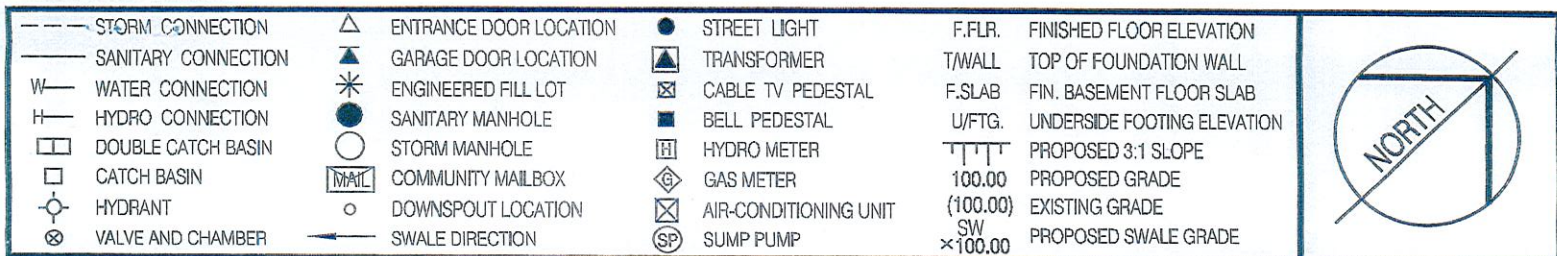 STORM CONNECTION
SANITARY CONNECTION
W WATER CONNECTION
H HYDRO CONNECTION
DOUBLE CATCH BASIN
CATCH BASIN
HYDRANT
VALVE AND CHAMBER
ENTRANCE DOOR LOCATION
GARAGE DOOR LOCATION
ENGINEERED FILL LOT
SANITARY MANHOLE
STORM MANHOLE
MAIL COMMUNITY MAILBOX
DOWNSPOUT LOCATION
SWALE DIRECTION
STREET LIGHT
TRANSFORMER
CABLE TV PEDESTAL
BELL PEDESTAL
H HYDRO METER
G GAS METER
AIR-CONDITIONING UNIT
SP SUMP PUMP
F.FLR. FINISHED FLOOR ELEVATION
T/WALL TOP OF FOUNDATION WALL
F.SLAB FIN. BASEMENT FLOOR SLAB
U/FTG. UNDERSIDE FOOTING ELEVATION
PROPOSED 3:1 SLOPE
100.00 PROPOSED GRADE
(100.00) EXISTING GRADE
SW
×100.00 PROPOSED SWALE GRADE
NORTH